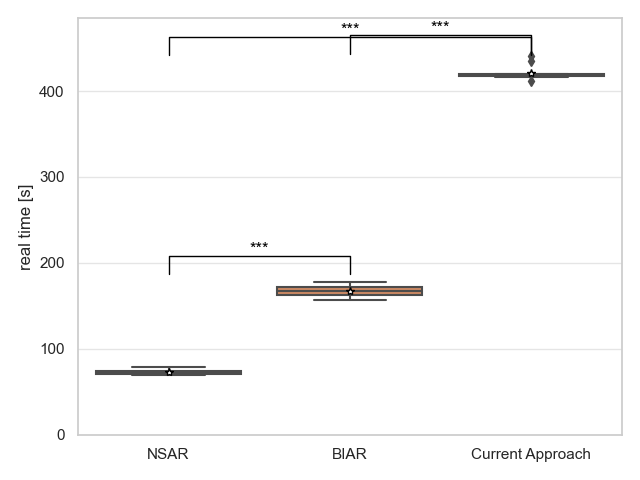 ***
***
400
300
***
200
100
0
real time [s]
NSAR
BIAR
Current Approach